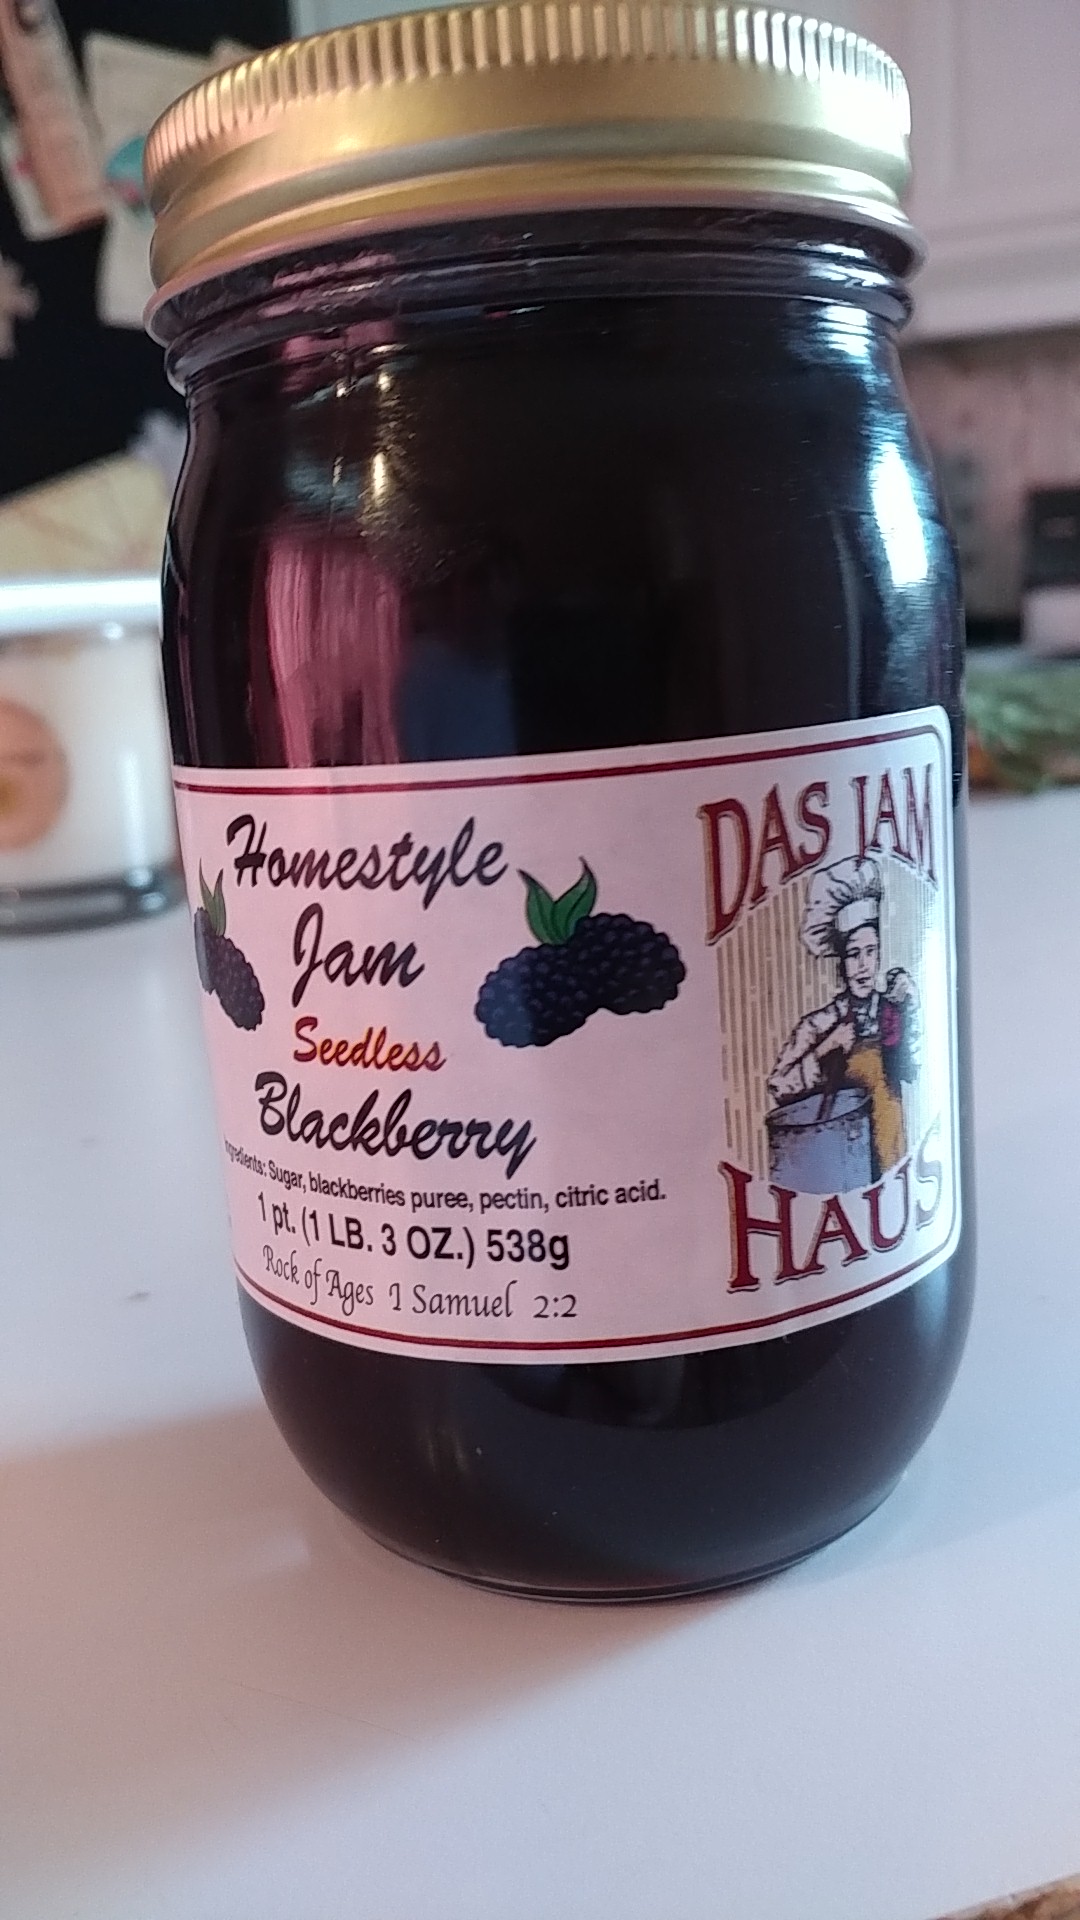 Homestyle
Jam
Seedless
Blackberry
Ingredients: Sugar, blackberries puree, pectin, citric acid.
1 pt. (1 LB. 3 OZ.) 538g
Rock of Ages 1 Samuel 2:2
DAS JAM
HAUS